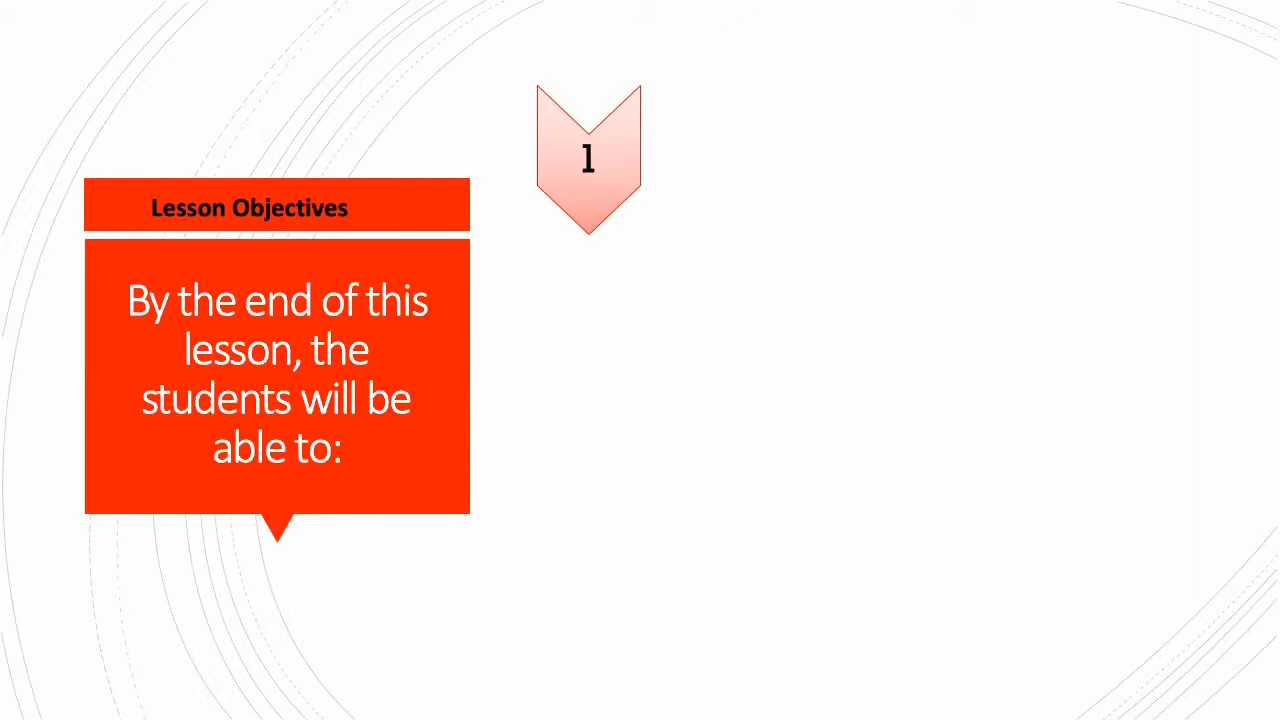 Lesson Objectives
By the end of this
lesson, the
students will be
able to:
1